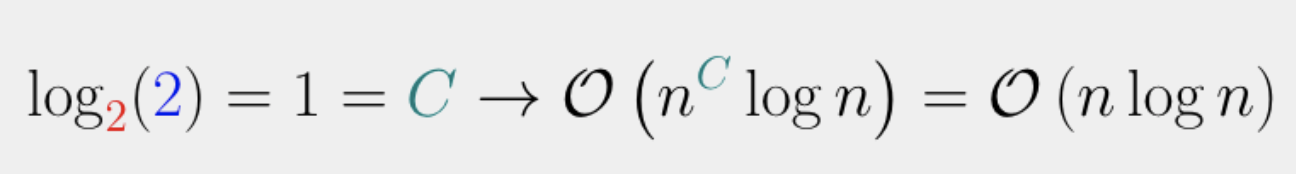 log₂(2) = 1 = C → 𝒪 (n^C log n) = 𝒪 (n log n)